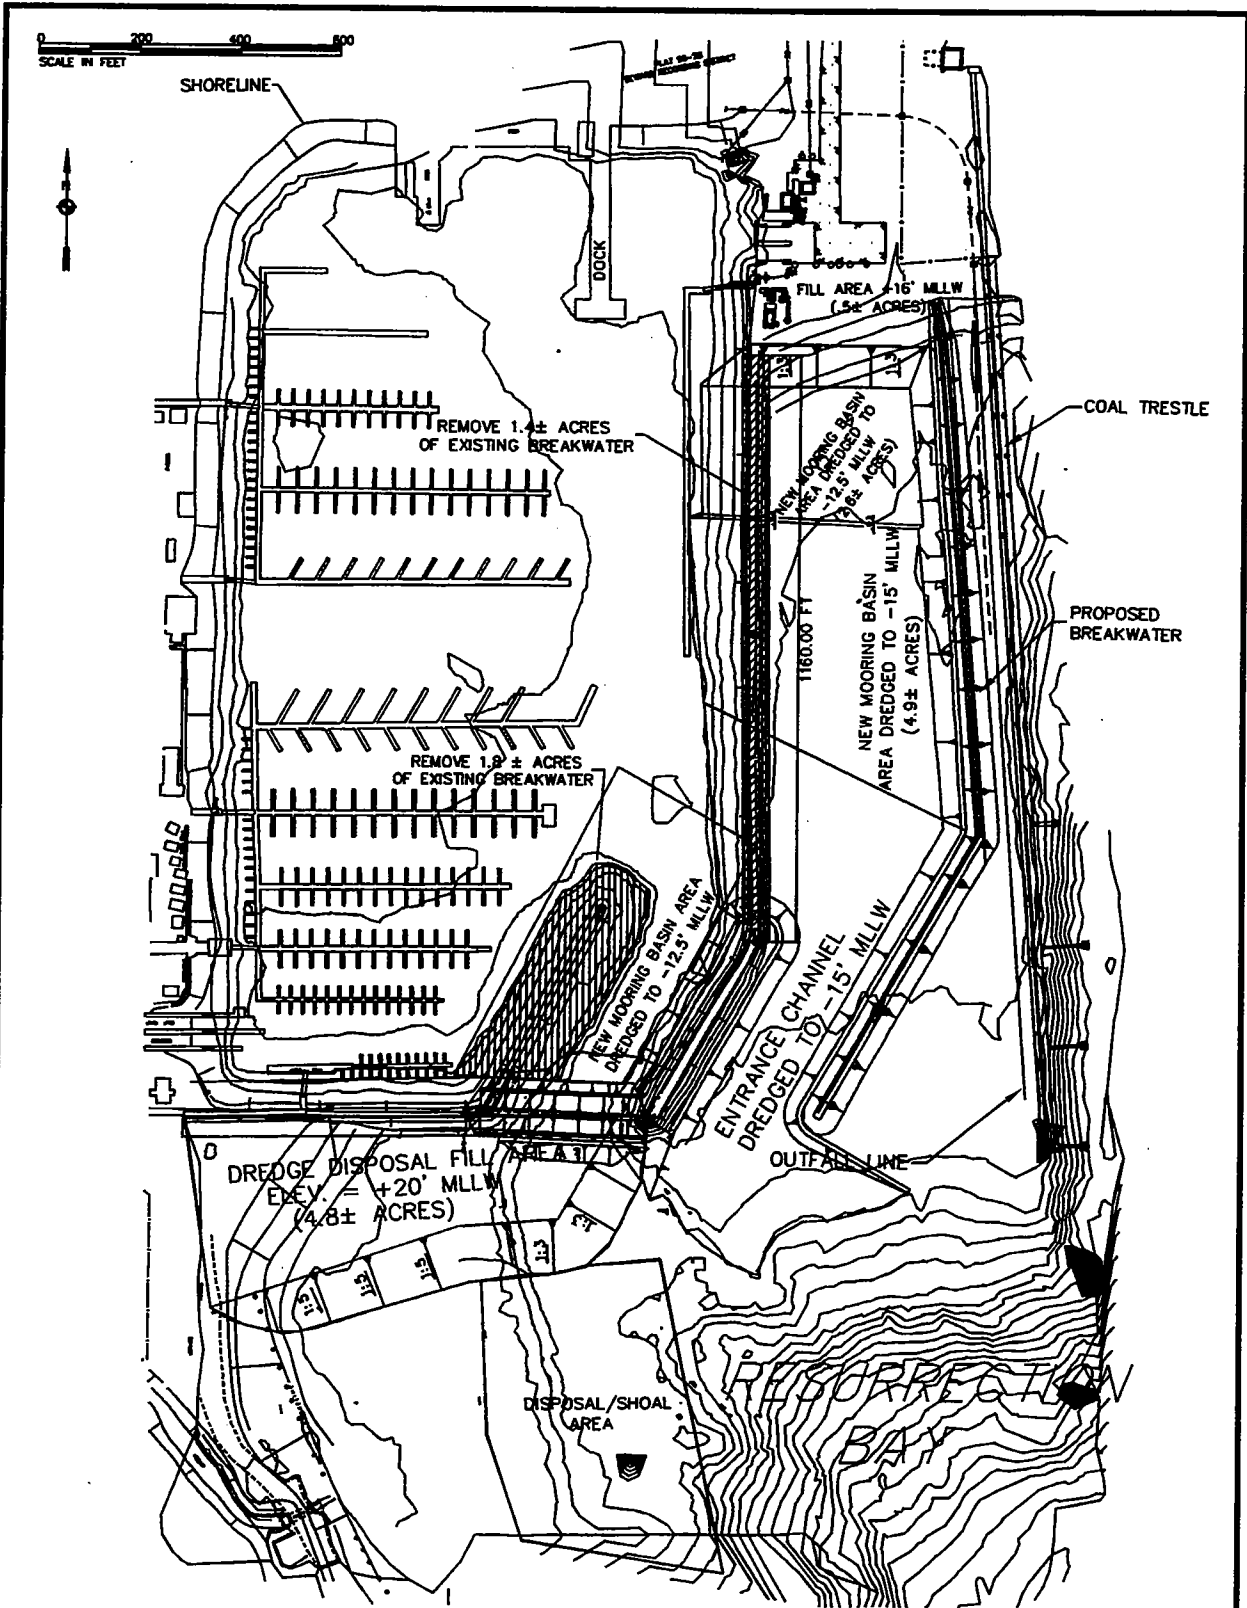 0 200 400 600
SCALE IN FEET
SHORELINE
DOCK
FILL AREA +16' MLLW
(.5± ACRES)
1:3
1:3
COAL TRESTLE
REMOVE 1.4± ACRES
OF EXISTING BREAKWATER
NEW MOORING BASIN
AREA DREDGED TO
-12.5' MLLW
(2.6± ACRES)
NEW MOORING BASIN
AREA DREDGED TO -15' MLLW
(4.9± ACRES)
1160.00 FT
PROPOSED
BREAKWATER
REMOVE 1.8 ± ACRES
OF EXISTING BREAKWATER
NEW MOORING BASIN AREA
DREDGED TO -12.5' MLLW
ENTRANCE CHANNEL
DREDGED TO -15' MLLW
OUTFALL LINE
DREDGE DISPOSAL FILL AREA
ELEV. = +20' MLLW
(4.8± ACRES)
1:5
1:5
1:5
1:3
1:3
DISPOSAL/SHOAL
AREA
RESURRECTION
BAY